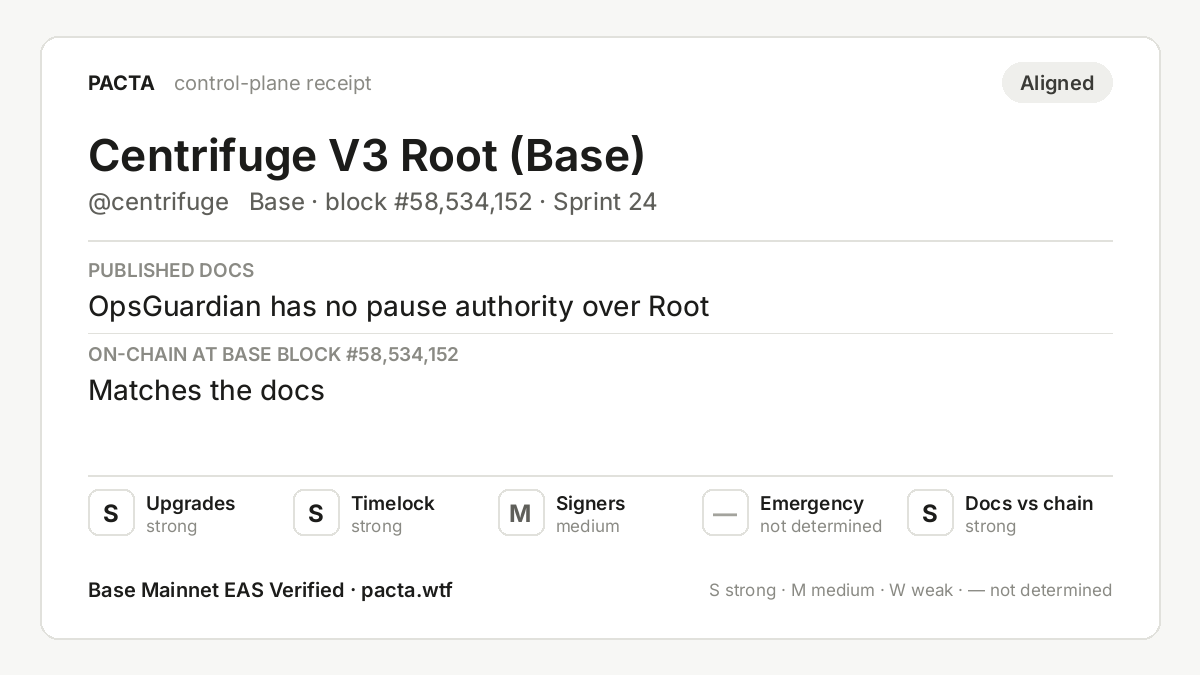 PACTA control-plane receipt Aligned
Centrifuge V3 Root (Base)
@centrifuge Base · block #58,534,152 · Sprint 24
PUBLISHED DOCS
OpsGuardian has no pause authority over Root
ON-CHAIN AT BASE BLOCK #58,534,152
Matches the docs
S Upgrades strong
S Timelock strong
M Signers medium
— Emergency not determined
S Docs vs chain strong
Base Mainnet EAS Verified · pacta.wtf
S strong · M medium · W weak · — not determined